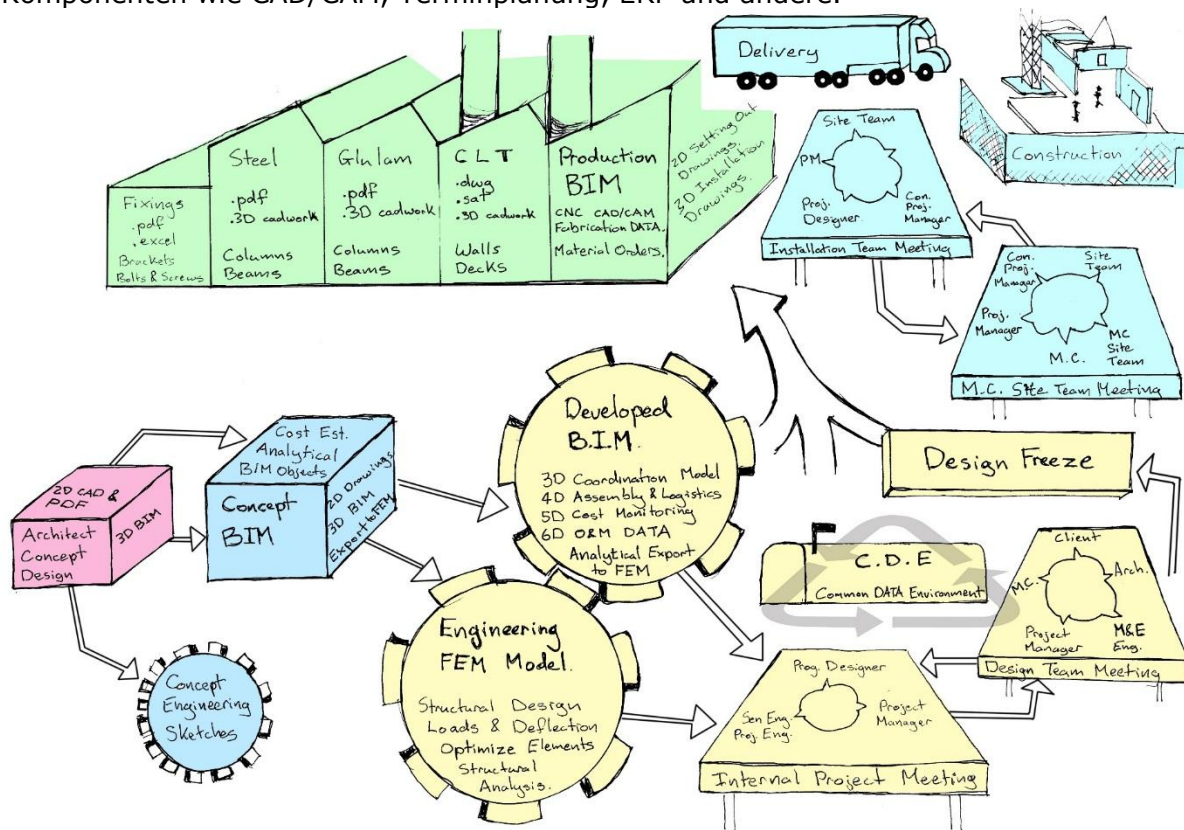 Komponenten wie CAD/CAM, Terminplanung, ERP und andere.
Delivery
Construction
Fixings
.pdf
.excel
Brackets
Bolts & Screws
Steel
.pdf
.3D cadwork
Columns
Beams
Glulam
.pdf
.3D cadwork
Columns
Beams
CLT
.dwg
.sat
.3D cadwork
Walls
Decks
Production
BIM
CNC CAD/CAM
Fabrication DATA.
Material Orders.
2D Setting Out
Drawings.
3D Installation
Drawings.
Site Team
PM
Proj.
Designer
Con.
Proj.
Manager
Installation Team Meeting
Con.
Proj.
Manager
Site
Team
Proj.
Manager
M.C.
MC
Site
Team
M.C. Site Team Meeting
2D CAD &
PDF
3D BIM
Architect
Concept
Design
Cost Est.
Analytical
BIM Objects
Concept
BIM
2D Drawings
3D BIM
Export to FEM
Concept
Engineering
Sketches
Developed
B.I.M.
3D Coordination Model
4D Assembly & Logistics
5D Cost Monitoring
6D O&M DATA
Analytical Export
to FEM
Engineering
FEM Model.
Structural Design
Loads & Deflection
Optimize Elements
Structural
Analysis.
Design Freeze
C.D.E
Common DATA Environment
Client
M.C.
Arch.
Project
Manager
M&E
Eng.
Design Team Meeting
Proj. Designer
Sen Eng.
Proj. Eng.
Project
Manager
Internal Project Meeting